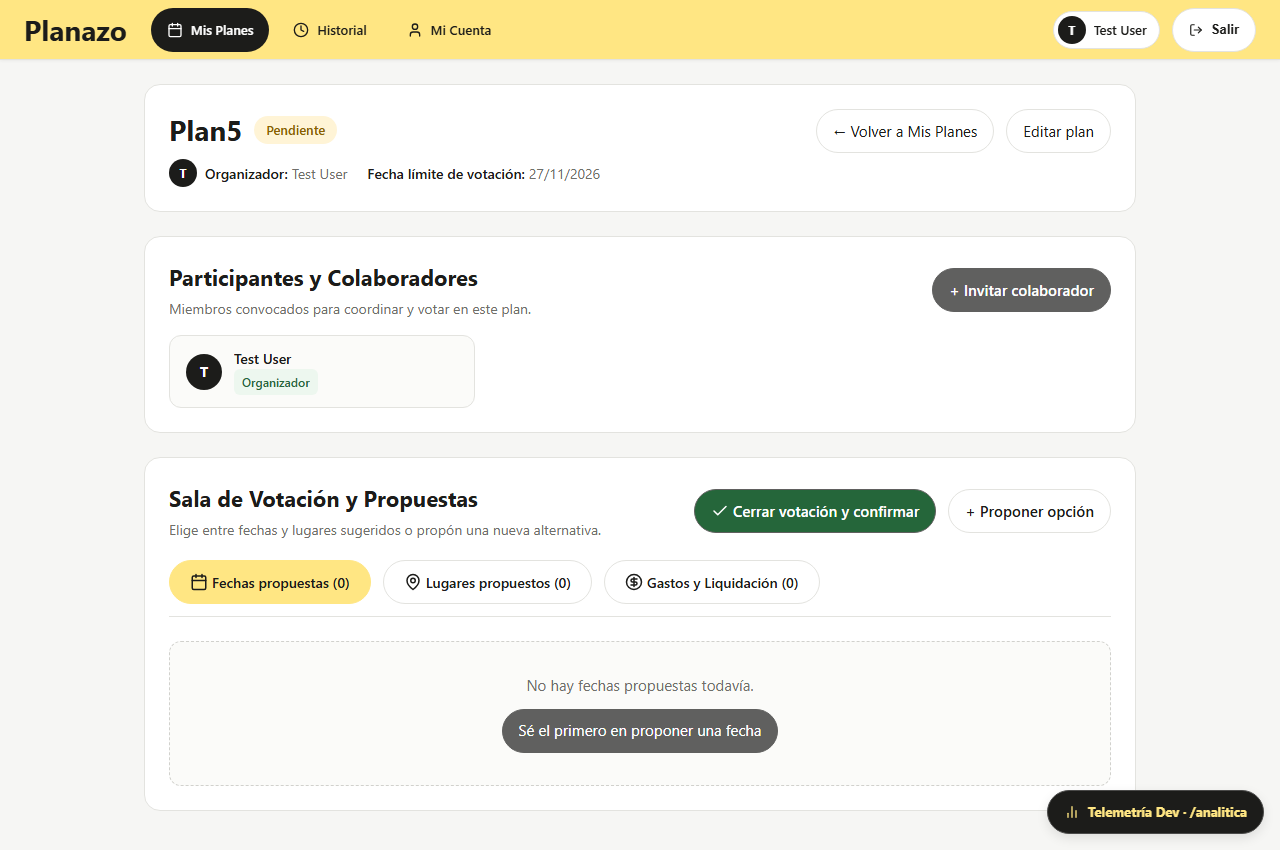 Planazo
Mis Planes
Historial
Mi Cuenta
T
Test User
Salir
Plan5
Pendiente
← Volver a Mis Planes
Editar plan
T
Organizador: Test User
Fecha límite de votación: 27/11/2026
Participantes y Colaboradores
Miembros convocados para coordinar y votar en este plan.
+ Invitar colaborador
T
Test User
Organizador
Sala de Votación y Propuestas
Elige entre fechas y lugares sugeridos o propón una nueva alternativa.
Cerrar votación y confirmar
+ Proponer opción
Fechas propuestas (0)
Lugares propuestos (0)
Gastos y Liquidación (0)
No hay fechas propuestas todavía.
Sé el primero en proponer una fecha
Telemetría Dev · /analitica